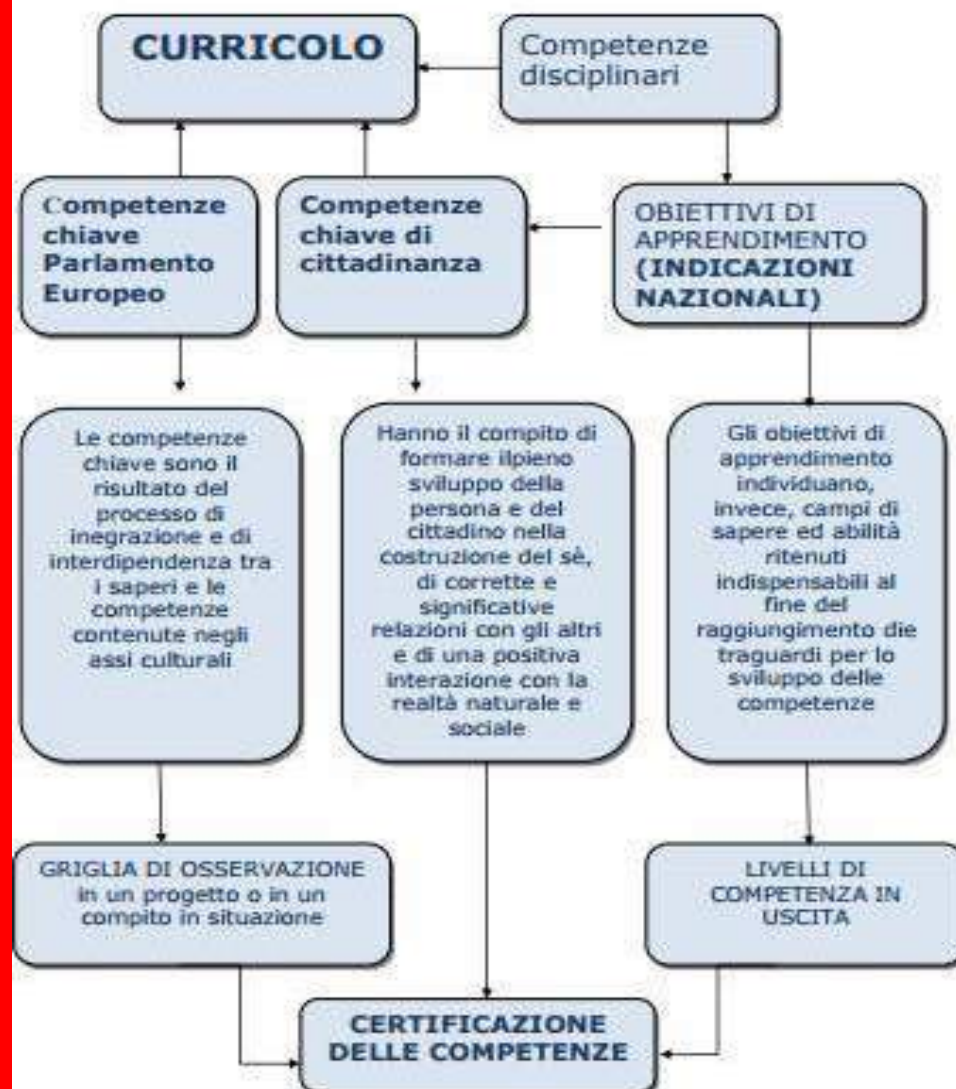 CURRICOLO
Competenze
disciplinari
Competenze
chiave
Parlamento
Europeo
Competenze
chiave di
cittadinanza
OBIETTIVI DI
APPRENDIMENTO
(INDICAZIONI
NAZIONALI)
Le competenze
chiave sono il
risultato del
processo di
inegrazione e di
interdipendenza tra
i saperi e le
competenze
contenute negli
assi culturali
Hanno il compito di
formare ilpieno
sviluppo della
persona e del
cittadino nella
costruzione del sè,
di corrette e
significative
relazioni con gli altri
e di una positiva
interazione con la
realtà naturale e
sociale
Gli obiettivi di
apprendimento
individuano,
invece, campi di
sapere ed abilità
ritenuti
indispensabili al
fine del
raggiungimento die
traguardi per lo
sviluppo delle
competenze
GRIGLIA DI OSSERVAZIONE
in un progetto o in un
compito in situazione
LIVELLI DI
COMPETENZA IN
USCITA
CERTIFICAZIONE
DELLE COMPETENZE